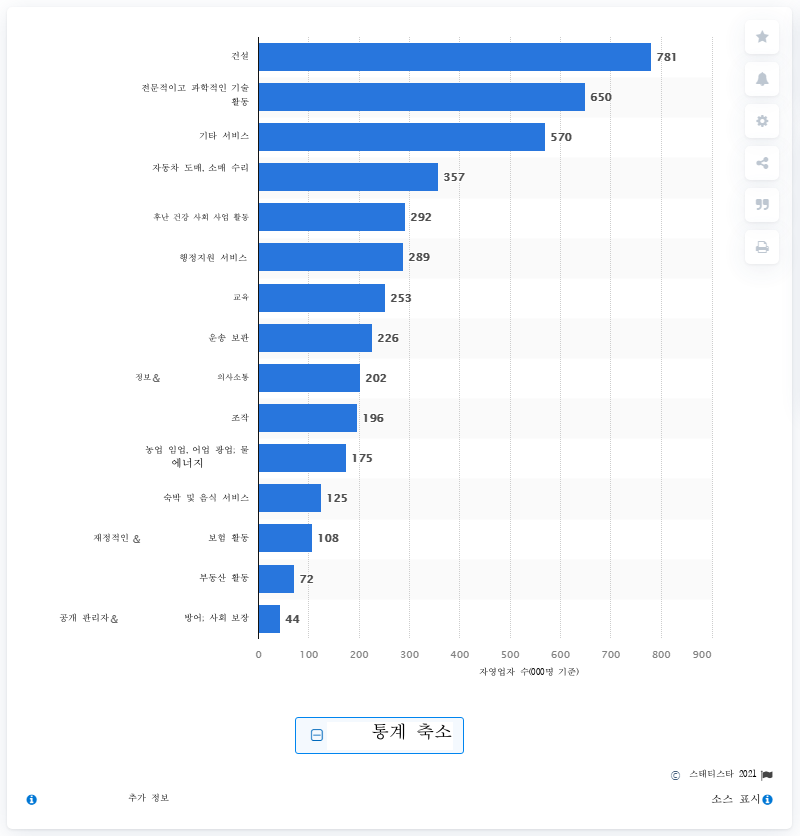 건설 781
전문적이고 과학적인 기술
활동 650
기타 서비스 570
자동차 도매, 소매 수리 357
후난 건강 사회 사업 활동 292
행정지원 서비스 289
교육 253
운송 보관 226
정보 & 의사소통 202
조작 196
농업 임업, 어업 광업; 물
에너지 175
숙박 및 음식 서비스 125
재정적인 & 보험 활동 108
부동산 활동 72
공개 관리자 & 방어; 사회 보장 44
0 100 200 300 400 500 600 700 800 900
자영업자 수(000명 기준)
통계 축소
© 스태티스타 2021
추가 정보 소스 표시